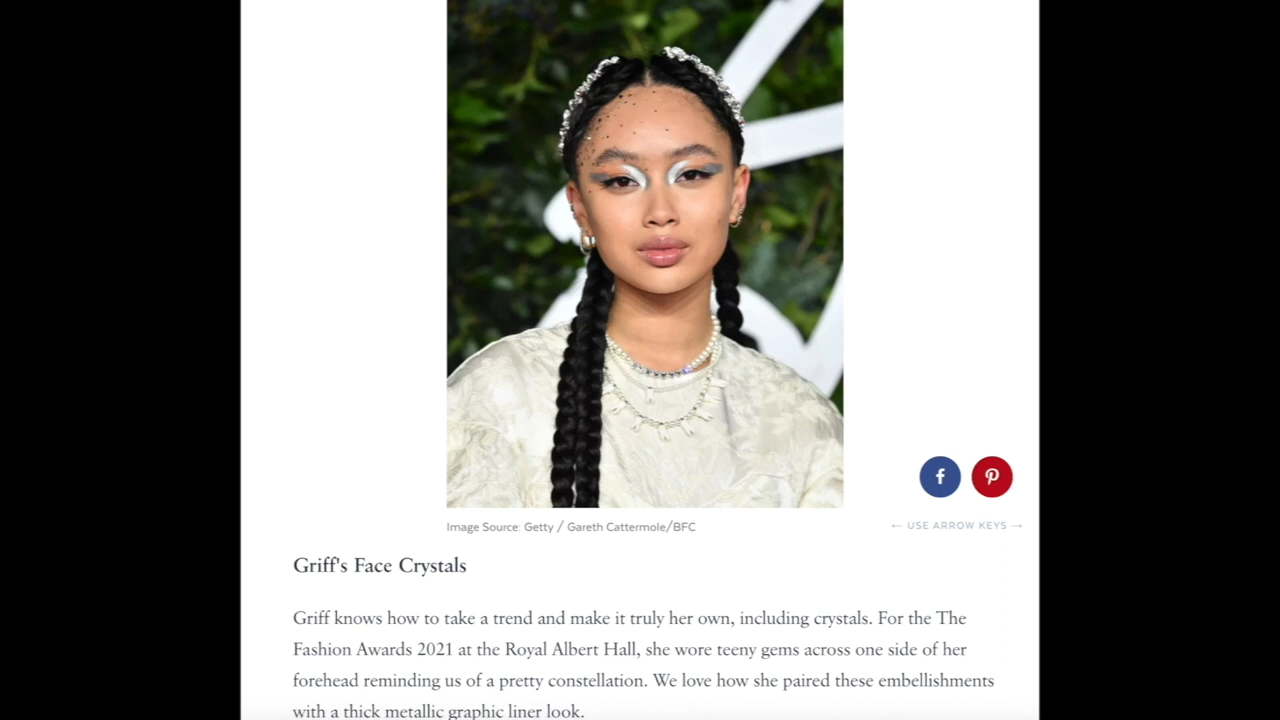 Image Source: Getty / Gareth Cattermole/BFC
← USE ARROW KEYS →
Griff's Face Crystals
Griff knows how to take a trend and make it truly her own, including crystals. For the The
Fashion Awards 2021 at the Royal Albert Hall, she wore teeny gems across one side of her
forehead reminding us of a pretty constellation. We love how she paired these embellishments
with a thick metallic graphic liner look.